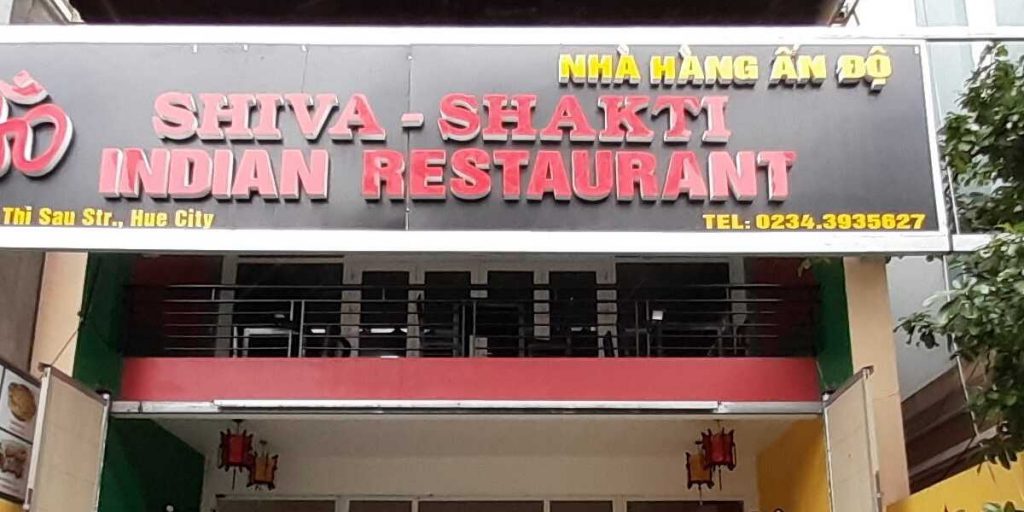 NHÀ HÀNG ẤN ĐỘ
SHIVA - SHAKTI
INDIAN RESTAURANT
Thi Sau Str., Hue City
TEL: 0234.3935627